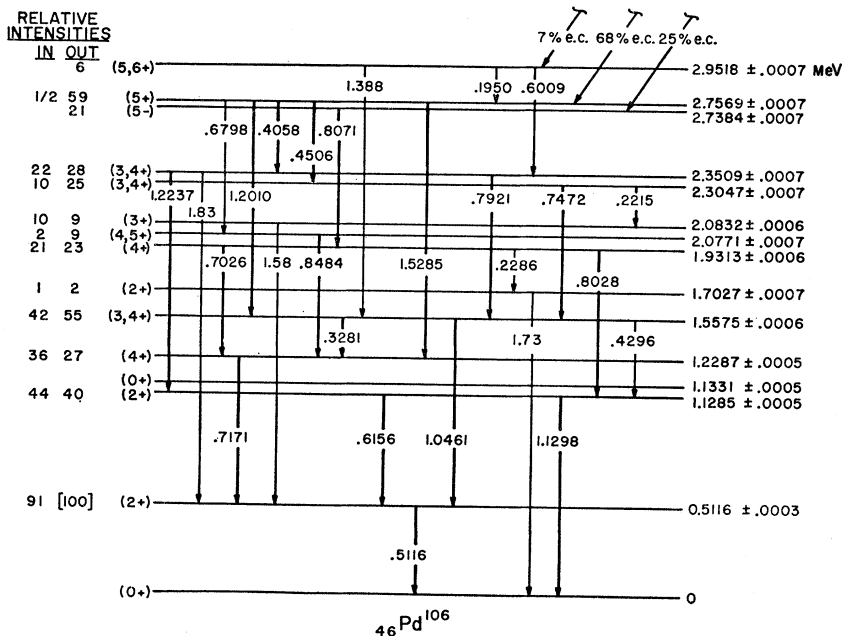 RELATIVE
INTENSITIES
IN OUT
7% e.c. 68% e.c. 25% e.c.
6 (5,6+) 2.9518 ± .0007 MeV
1.388 .1950 .6009
1/2 59 (5+) 2.7569 ± .0007
21 (5-) 2.7384 ± .0007
.6798 .4058 .8071
.4506
22 28 (3,4+) 2.3509 ± .0007
10 25 (3,4+) 2.3047 ± .0007
1.2237 1.83 1.2010 .7921 .7472 .2215
10 9 (3+) 2.0832 ± .0006
2 9 (4,5+) 2.0771 ± .0007
21 23 (4+) 1.9313 ± .0006
.7026 1.58 .8484 1.5285 .2286 .8028
1 2 (2+) 1.7027 ± .0007
42 55 (3,4+) 1.5575 ± .0006
.3281 1.73 .4296
36 27 (4+) 1.2287 ± .0005
(0+) 1.1331 ± .0005
44 40 (2+) 1.1285 ± .0005
.7171 .6156 1.0461 1.1298
91 [100] (2+) 0.5116 ± .0003
.5116
(0+) 0
46 Pd 106